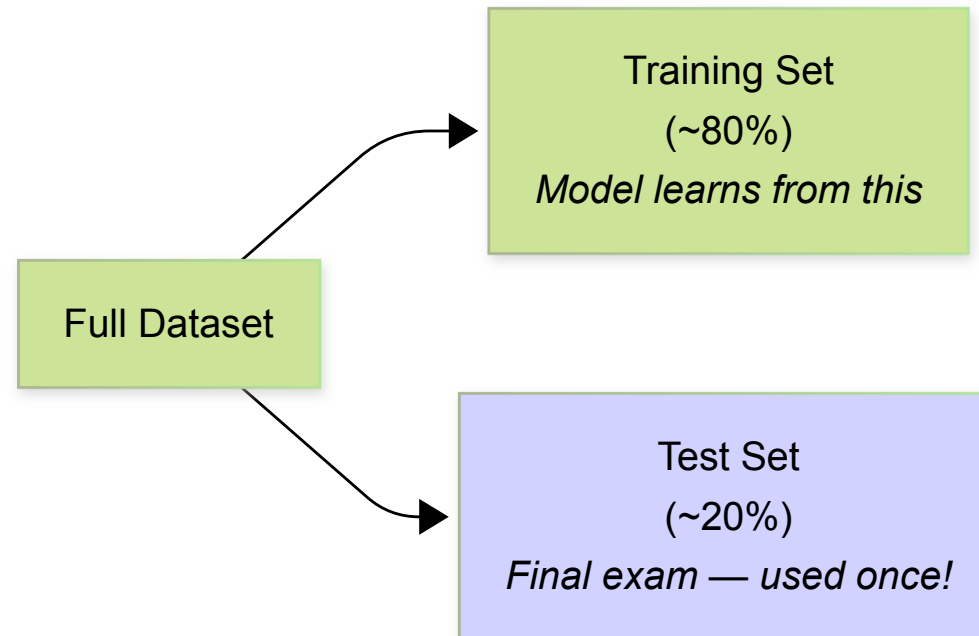 Training Set
(~80%)
Model learns from this
Full Dataset
Test Set
(~20%)
Final exam — used once!